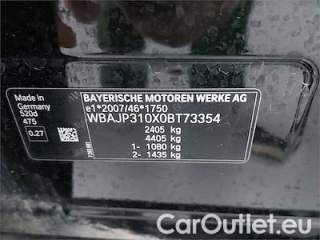 Made in
Germany
520d
475
0.27
BAYERISCHE MOTOREN WERKE AG
e1*2007/46*1750
WBAJP310X0BT73354
2405 kg
4405 kg
1- 1080 kg
2- 1435 kg
CarOutlet.eu